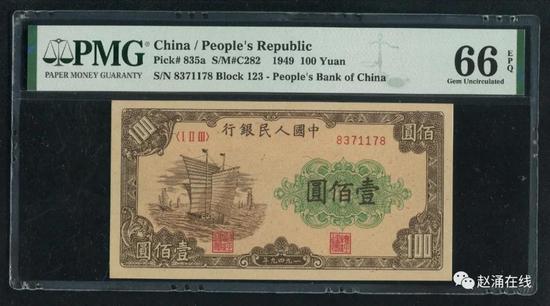 PMG
PAPER MONEY GUARANTY
China / People's Republic
Pick# 835a S/M#C282 1949 100 Yuan
S/N 8371178 Block 123 - People's Bank of China
66 EPQ
Gem Uncirculated
100
行銀民人國中
圓佰
〈I II III〉
8371178
圓佰壹
圓佰
年九四九一
100
赵涌在线